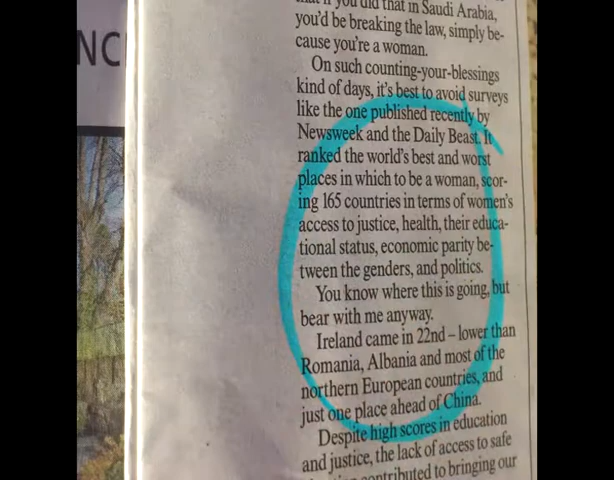 NC
if you did that in Saudi Arabia,
you'd be breaking the law, simply be-
cause you're a woman.
On such counting-your-blessings
kind of days, it's best to avoid surveys
like the one published recently by
Newsweek and the Daily Beast. It
ranked the world's best and worst
places in which to be a woman, scor-
ing 165 countries in terms of women's
access to justice, health, their educa-
tional status, economic parity be-
tween the genders, and politics.
You know where this is going, but
bear with me anyway.
Ireland came in 22nd – lower than
Romania, Albania and most of the
northern European countries, and
just one place ahead of China.
Despite high scores in education
and justice, the lack of access to safe
contributed to bringing our